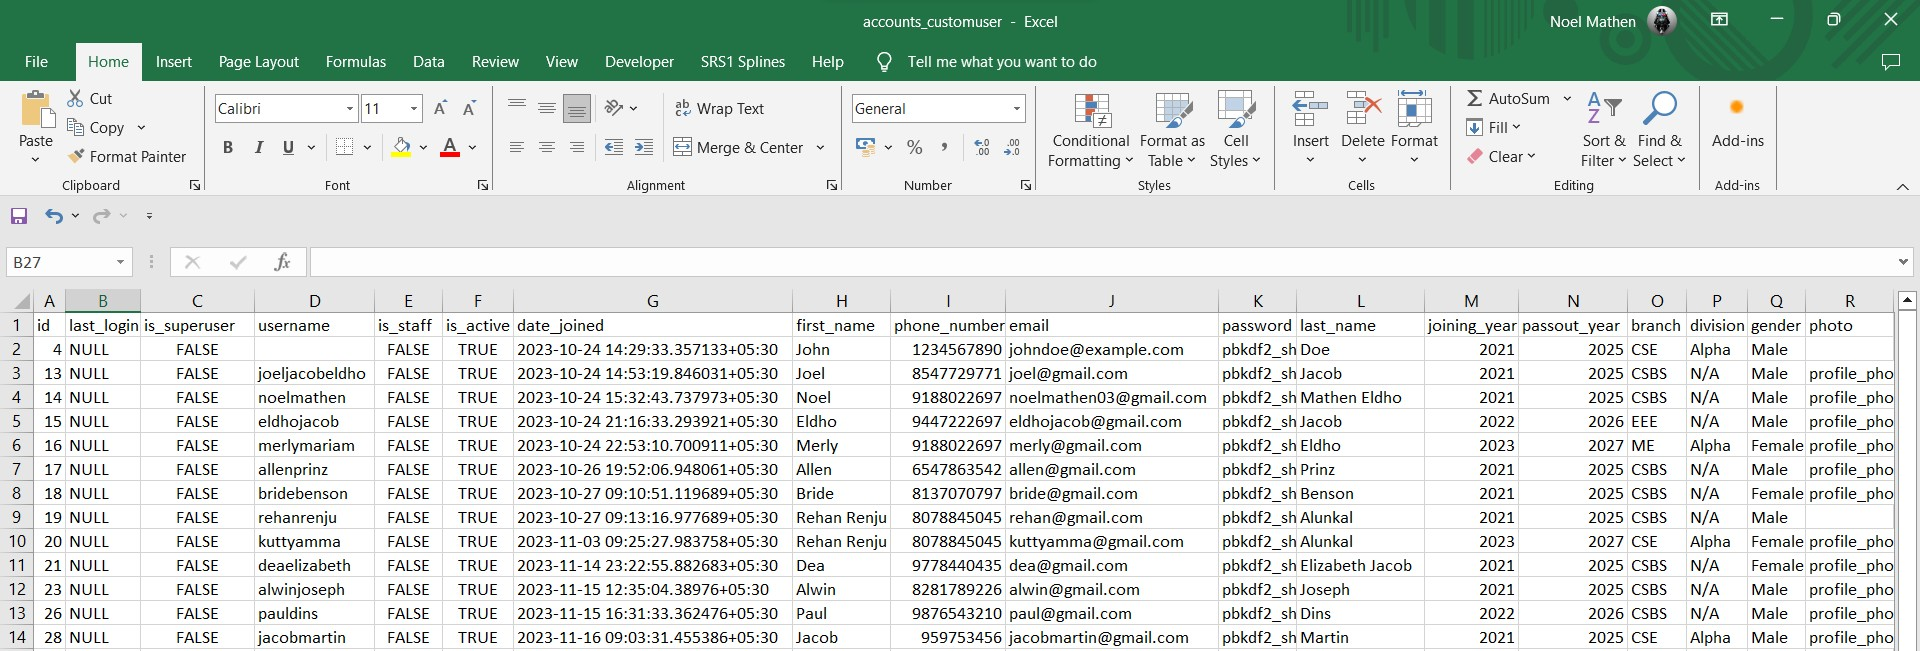 accounts_customuser - Excel
Noel Mathen
File Home Insert Page Layout Formulas Data Review View Developer SRS1 Splines Help Tell me what you want to do
Paste
Cut
Copy
Format Painter
Clipboard
Calibri 11
B I U A
Font
Wrap Text
Merge & Center
Alignment
General
% ,
Number
Conditional Formatting
Format as Table
Cell Styles
Styles
Insert
Delete
Format
Cells
AutoSum
Fill
Clear
Sort & Filter
Find & Select
Editing
Add-ins
Add-ins
B27 fx
A B C D E F G H I J K L M N O P Q R
1 id last_login is_superuser username is_staff is_active date_joined first_name phone_number email password last_name joining_year passout_year branch division gender photo
2 4 NULL FALSE FALSE TRUE 2023-10-24 14:29:33.357133+05:30 John 1234567890 johndoe@example.com pbkdf2_sh Doe 2021 2025 CSE Alpha Male
3 13 NULL FALSE joeljacobeldho FALSE TRUE 2023-10-24 14:53:19.846031+05:30 Joel 8547729771 joel@gmail.com pbkdf2_sh Jacob 2021 2025 CSBS N/A Male profile_pho
4 14 NULL FALSE noelmathen FALSE TRUE 2023-10-24 15:32:43.737973+05:30 Noel 9188022697 noelmathen03@gmail.com pbkdf2_sh Mathen Eldho 2021 2025 CSBS N/A Male profile_pho
5 15 NULL FALSE eldhojacob FALSE TRUE 2023-10-24 21:16:33.293921+05:30 Eldho 9447222697 eldhojacob@gmail.com pbkdf2_sh Jacob 2022 2026 EEE N/A Male profile_pho
6 16 NULL FALSE merlymariam FALSE TRUE 2023-10-24 22:53:10.700911+05:30 Merly 9188022697 merly@gmail.com pbkdf2_sh Eldho 2023 2027 ME Alpha Female profile_pho
7 17 NULL FALSE allenprinz FALSE TRUE 2023-10-26 19:52:06.948061+05:30 Allen 6547863542 allen@gmail.com pbkdf2_sh Prinz 2021 2025 CSBS N/A Male profile_pho
8 18 NULL FALSE bridebenson FALSE TRUE 2023-10-27 09:10:51.119689+05:30 Bride 8137070797 bride@gmail.com pbkdf2_sh Benson 2021 2025 CSBS N/A Female profile_pho
9 19 NULL FALSE rehanrenju FALSE TRUE 2023-10-27 09:13:16.977689+05:30 Rehan Renju 8078845045 rehan@gmail.com pbkdf2_sh Alunkal 2021 2025 CSBS N/A Male
10 20 NULL FALSE kuttyamma FALSE TRUE 2023-11-03 09:25:27.983758+05:30 Rehan Renju 8078845045 kuttyamma@gmail.com pbkdf2_sh Alunkal 2023 2027 CSE Alpha Female profile_pho
11 21 NULL FALSE deaelizabeth FALSE TRUE 2023-11-14 23:22:55.882683+05:30 Dea 9778440435 dea@gmail.com pbkdf2_sh Elizabeth Jacob 2021 2025 CSBS N/A Female profile_pho
12 23 NULL FALSE alwinjoseph FALSE TRUE 2023-11-15 12:35:04.38976+05:30 Alwin 8281789226 alwin@gmail.com pbkdf2_sh Joseph 2021 2025 CSBS N/A Male profile_pho
13 26 NULL FALSE pauldins FALSE TRUE 2023-11-15 16:31:33.362476+05:30 Paul 9876543210 paul@gmail.com pbkdf2_sh Dins 2022 2026 CSBS N/A Male profile_pho
14 28 NULL FALSE jacobmartin FALSE TRUE 2023-11-16 09:03:31.455386+05:30 Jacob 959753456 jacobmartin@gmail.com pbkdf2_sh Martin 2021 2025 CSE Alpha Male profile_pho